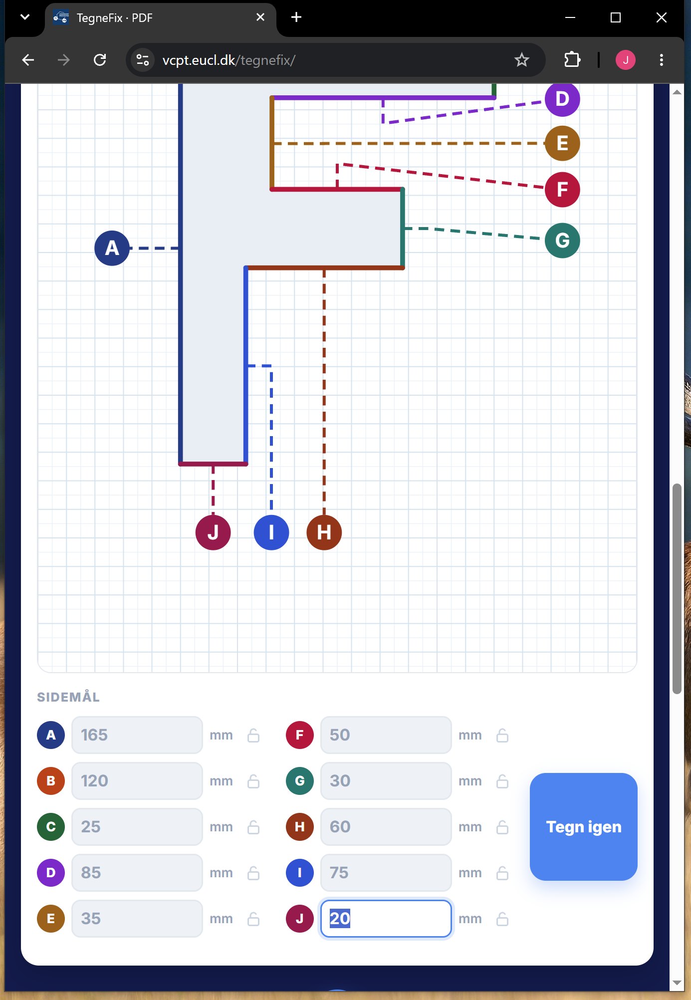 TegneFix · PDF
vcpt.eucl.dk/tegnefix/
J
D
E
F
A
G
J
I
H
SIDEMÅL
A 165 mm
F 50 mm
B 120 mm
G 30 mm
C 25 mm
H 60 mm
Tegn igen
D 85 mm
I 75 mm
E 35 mm
J 20 mm